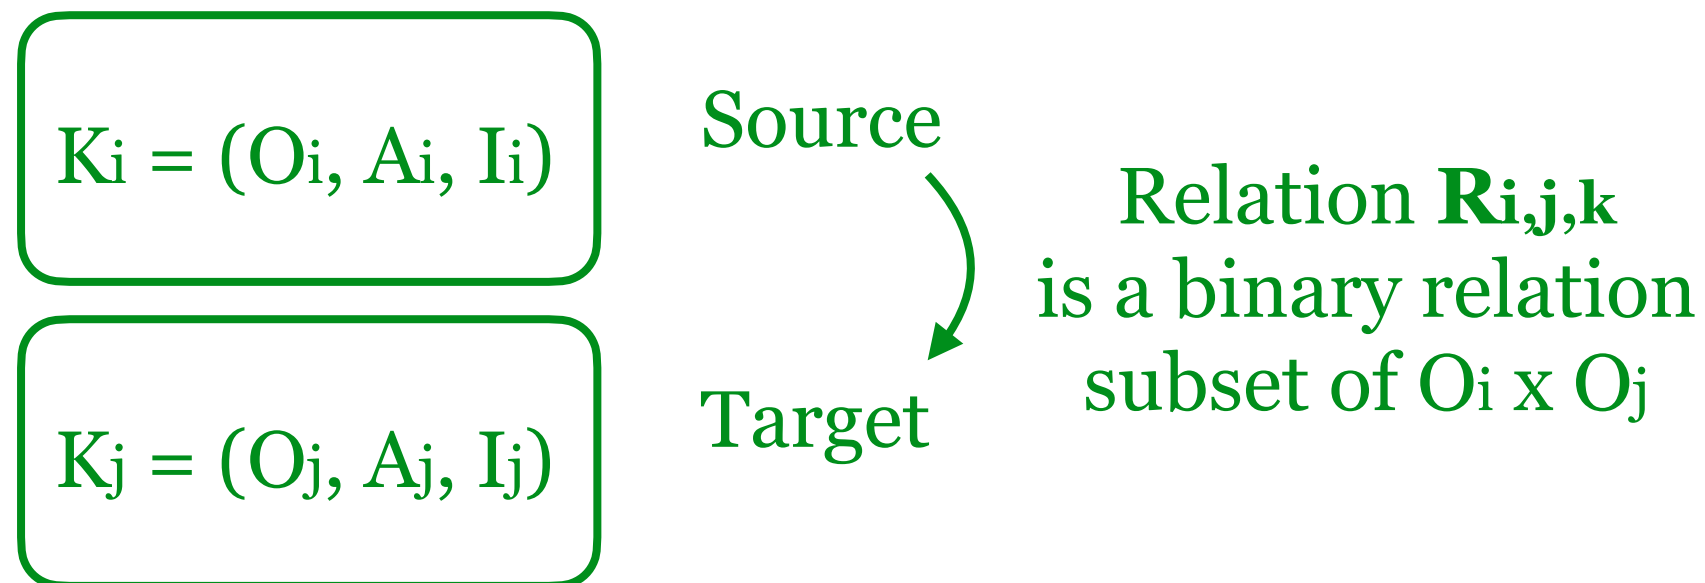 Ki = (Oi, Ai, Ii)
Kj = (Oj, Aj, Ij)
Source
Target
Relation Ri,j,k
is a binary relation
subset of Oi x Oj